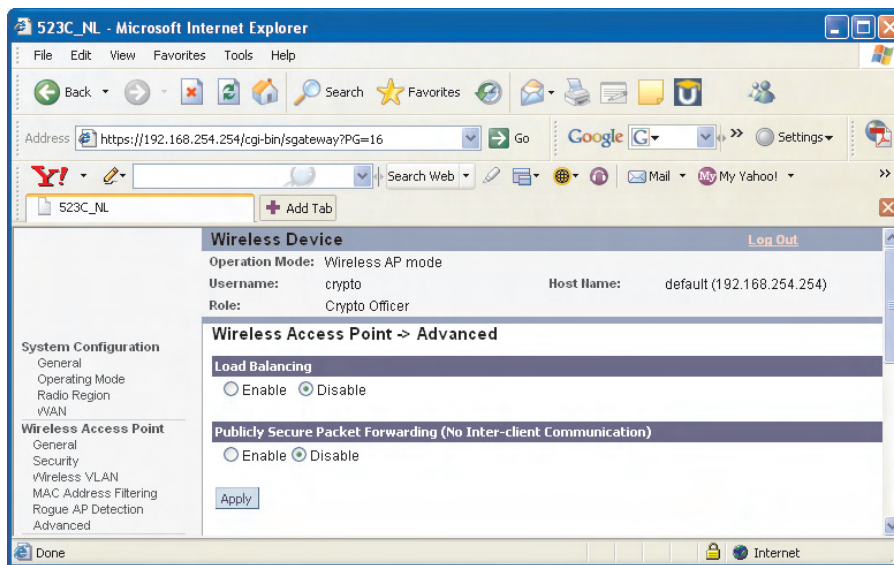 523C_NL - Microsoft Internet Explorer
File Edit View Favorites Tools Help
Back Search Favorites
Address https://192.168.254.254/cgi-bin/sgateway?PG=16 Go Google G Settings
Y! Search Web Mail My My Yahoo!
523C_NL Add Tab
Wireless Device Log Out
Operation Mode: Wireless AP mode
Username: crypto Host Name: default (192.168.254.254)
Role: Crypto Officer
Wireless Access Point -> Advanced
Load Balancing
Enable Disable
Publicly Secure Packet Forwarding (No Inter-client Communication)
Enable Disable
Apply
System Configuration
General
Operating Mode
Radio Region
WAN
Wireless Access Point
General
Security
Wireless VLAN
MAC Address Filtering
Rogue AP Detection
Advanced
Done Internet